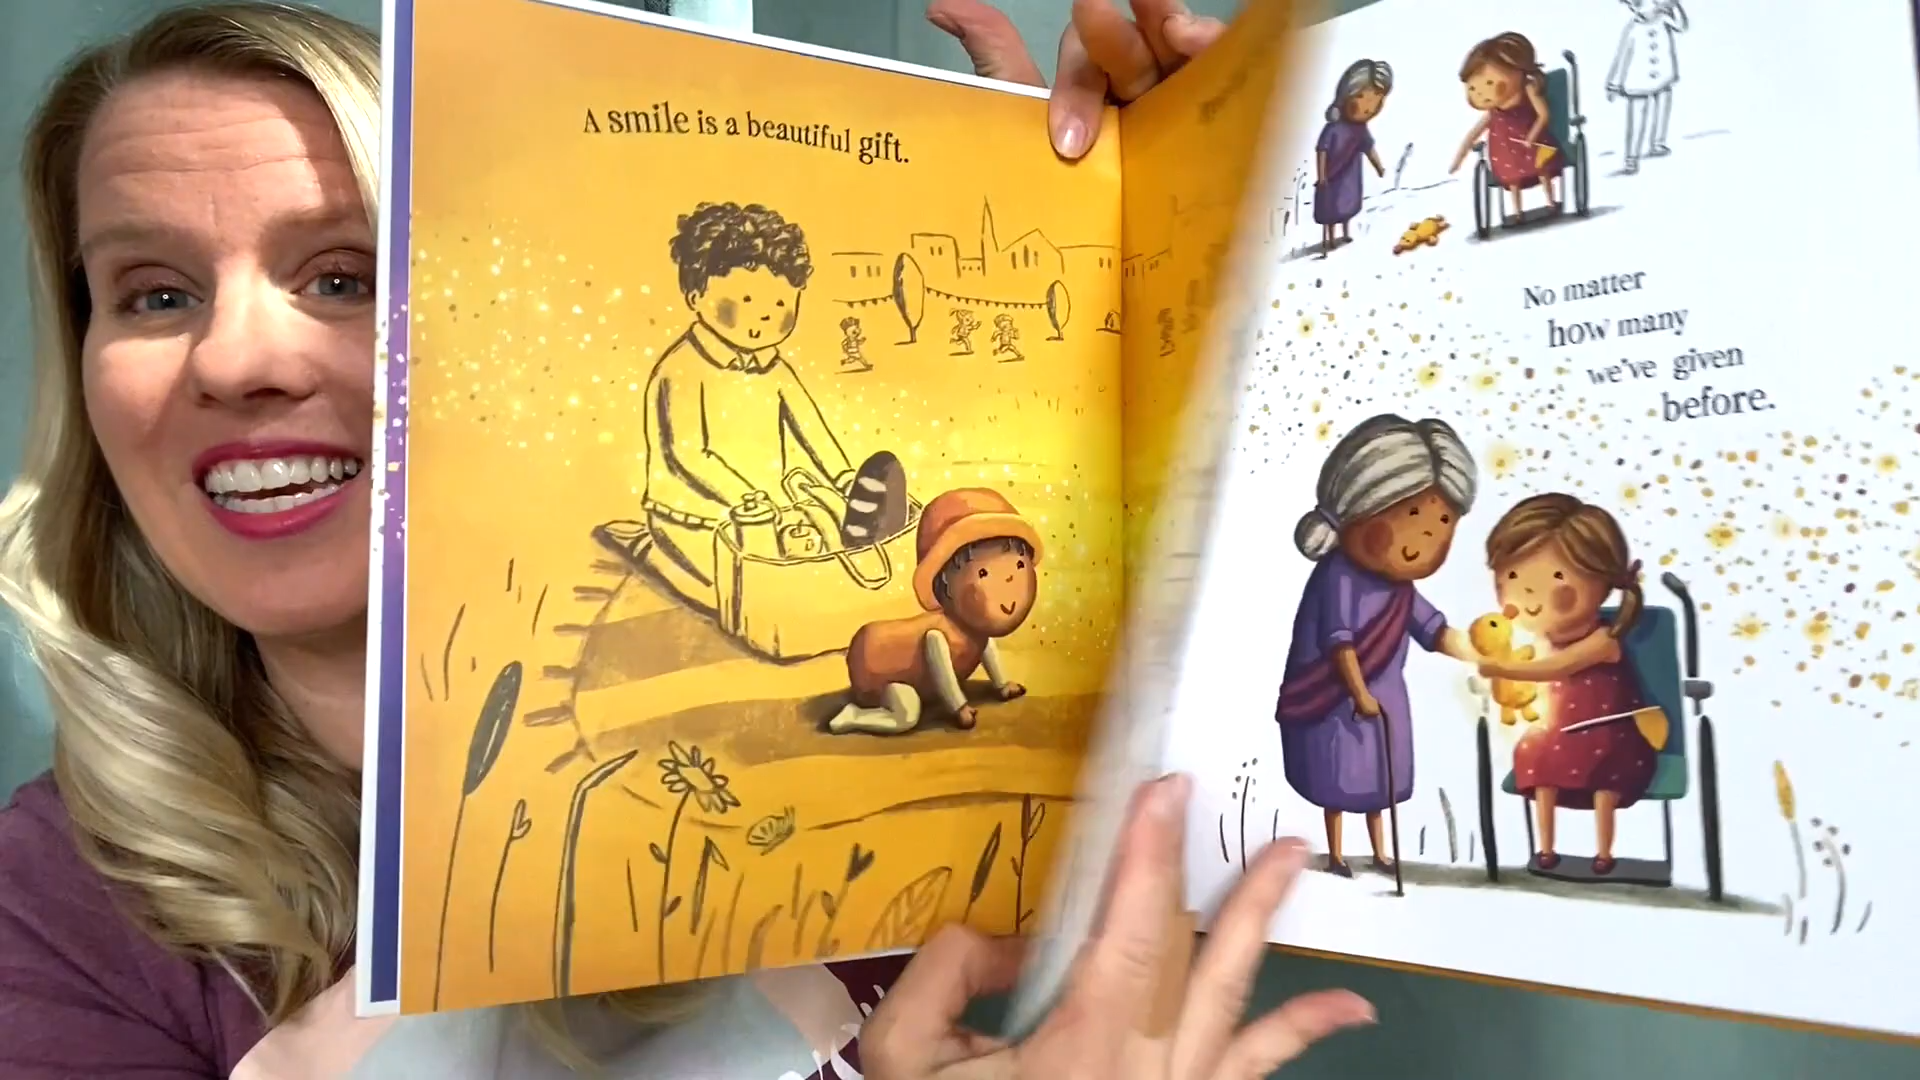 A smile is a beautiful gift.
No matter
how many
we've given
before.